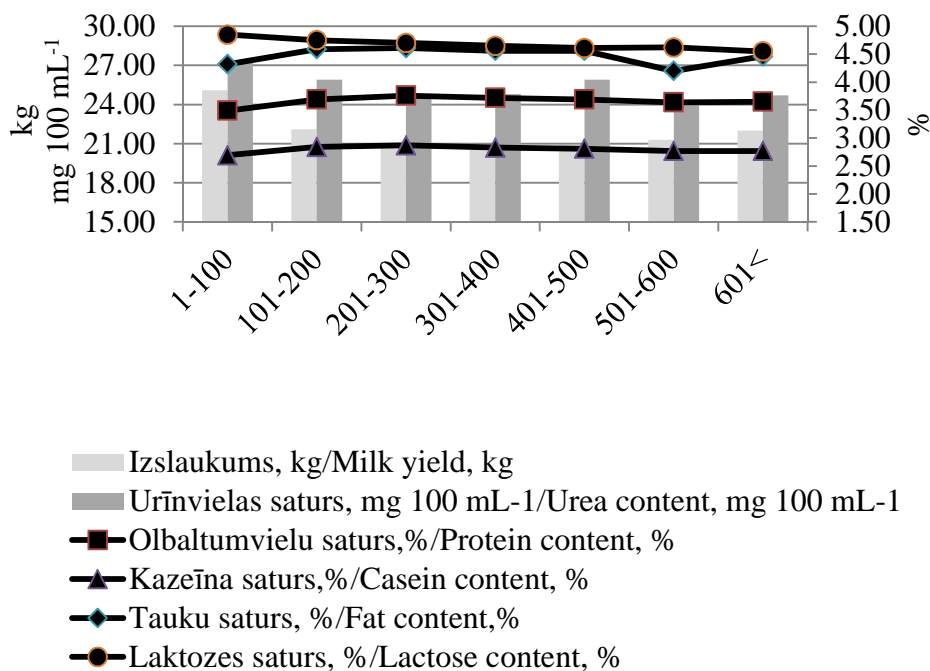 30.00
27.00
24.00
21.00
18.00
15.00
kg
mg 100 mL-1
5.00
4.50
4.00
3.50
3.00
2.50
2.00
1.50
%
1-100
101-200
201-300
301-400
401-500
501-600
601<
Izslaukums, kg/Milk yield, kg
Urīnvielas saturs, mg 100 mL-1/Urea content, mg 100 mL-1
Olbaltumvielu saturs,%/Protein content, %
Kazeīna saturs,%/Casein content, %
Tauku saturs, %/Fat content,%
Laktozes saturs, %/Lactose content, %